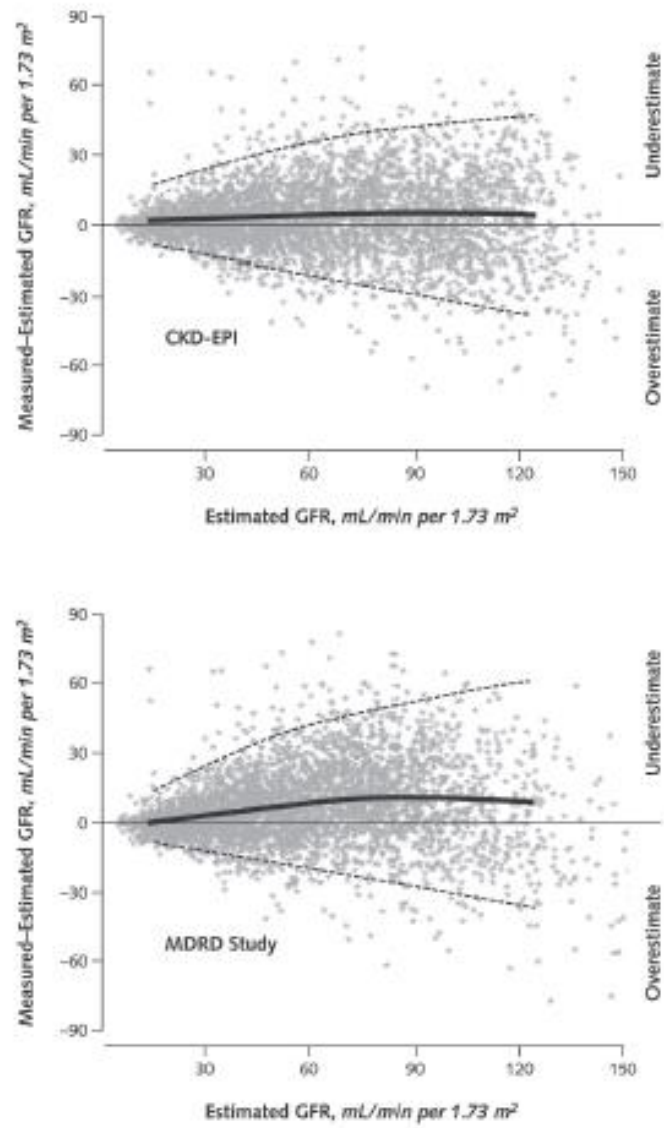 Measured–Estimated GFR, mL/min per 1.73 m²
90
60
30
0
–30
–60
–90
CKD-EPI
Underestimate
Overestimate
30 60 90 120 150
Estimated GFR, mL/min per 1.73 m²
Measured–Estimated GFR, mL/min per 1.73 m²
90
60
30
0
–30
–60
–90
MDRD Study
Underestimate
Overestimate
30 60 90 120 150
Estimated GFR, mL/min per 1.73 m²